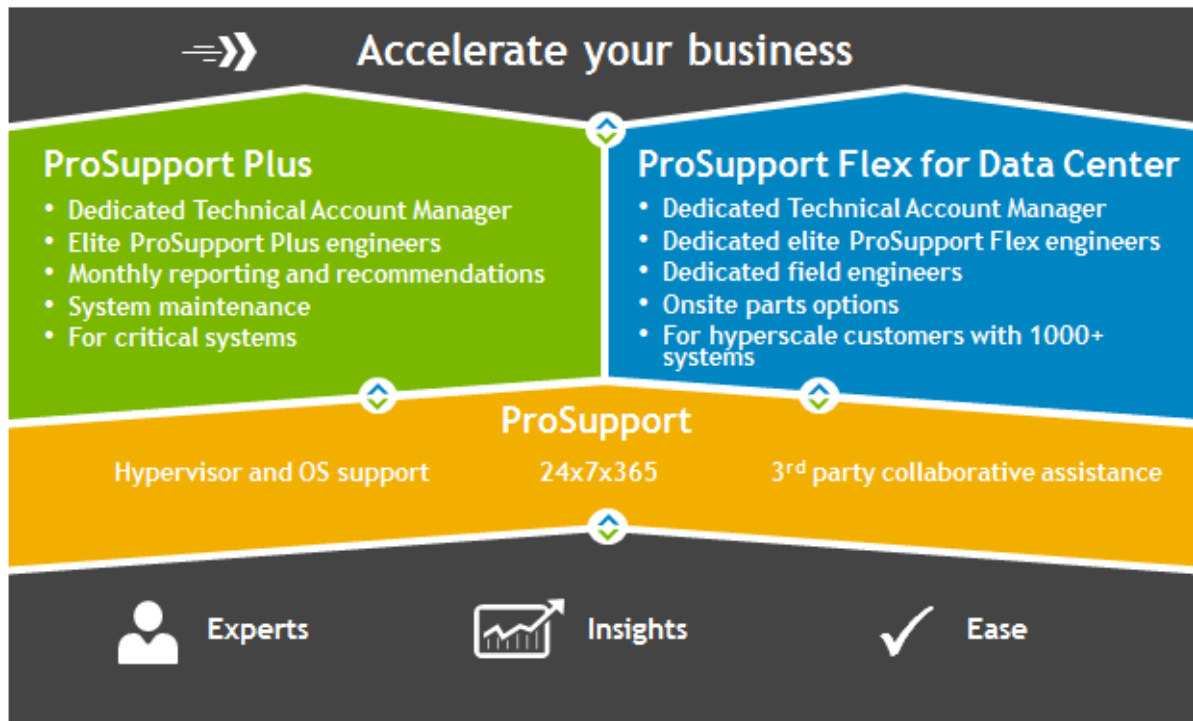 Accelerate your business
ProSupport Plus
• Dedicated Technical Account Manager
• Elite ProSupport Plus engineers
• Monthly reporting and recommendations
• System maintenance
• For critical systems
ProSupport Flex for Data Center
• Dedicated Technical Account Manager
• Dedicated elite ProSupport Flex engineers
• Dedicated field engineers
• Onsite parts options
• For hyperscale customers with 1000+
systems
ProSupport
Hypervisor and OS support 24x7x365 3rd party collaborative assistance
Experts Insights Ease